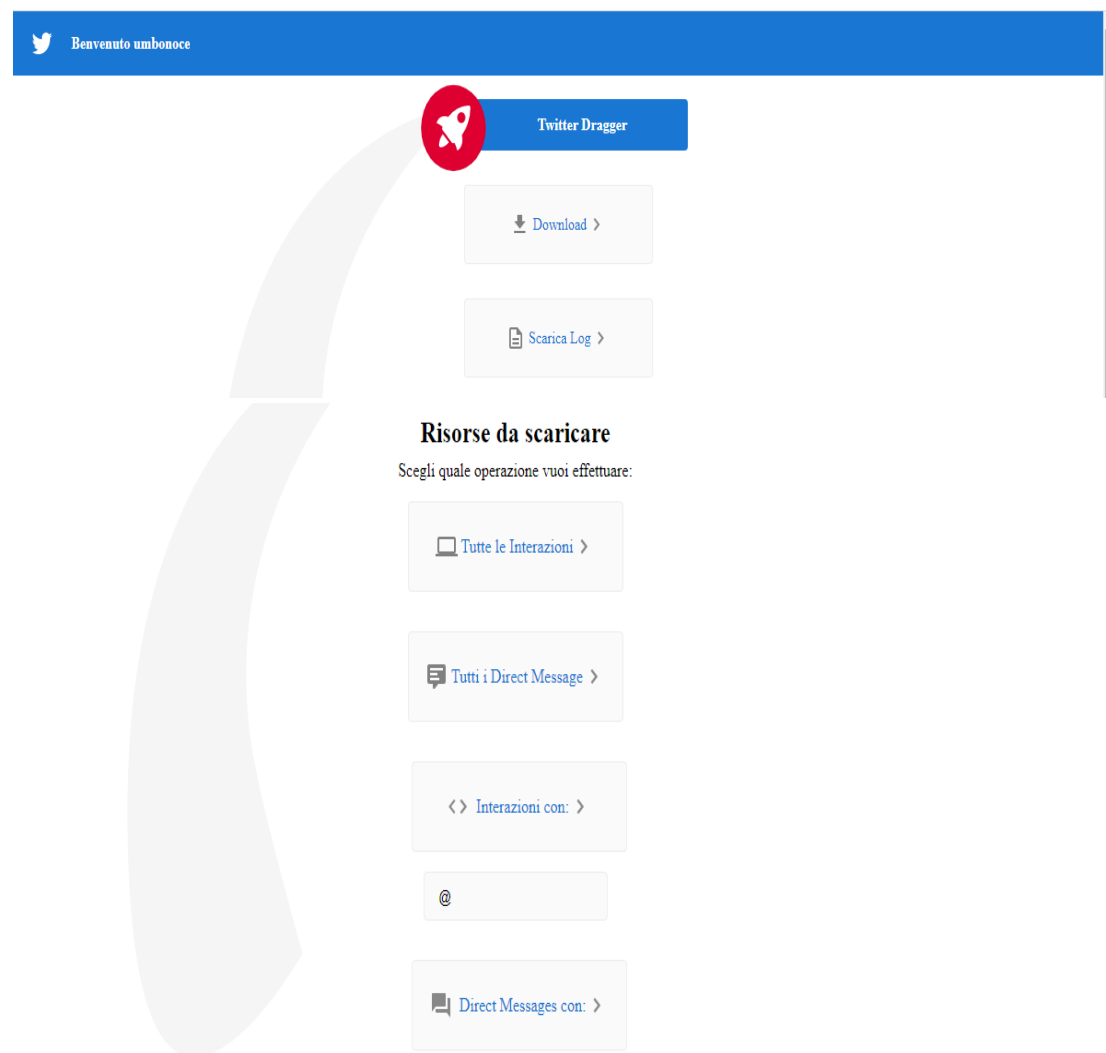 Benvenuto umbonoce
Twitter Dragger
Download
Scarica Log
Risorse da scaricare
Scegli quale operazione vuoi effettuare:
Tutte le Interazioni
Tutti i Direct Message
Interazioni con:
@
Direct Messages con: